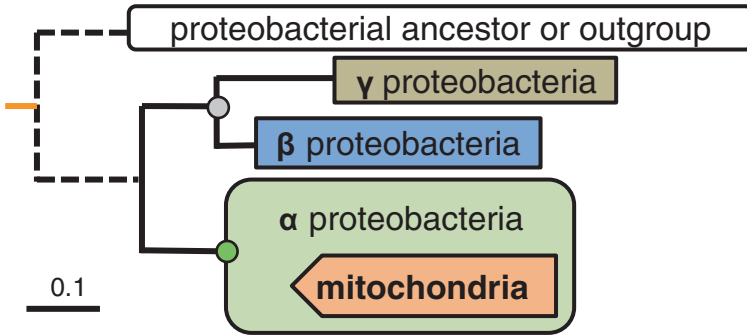 proteobacterial ancestor or outgroup
γ proteobacteria
β proteobacteria
α proteobacteria
mitochondria
0.1